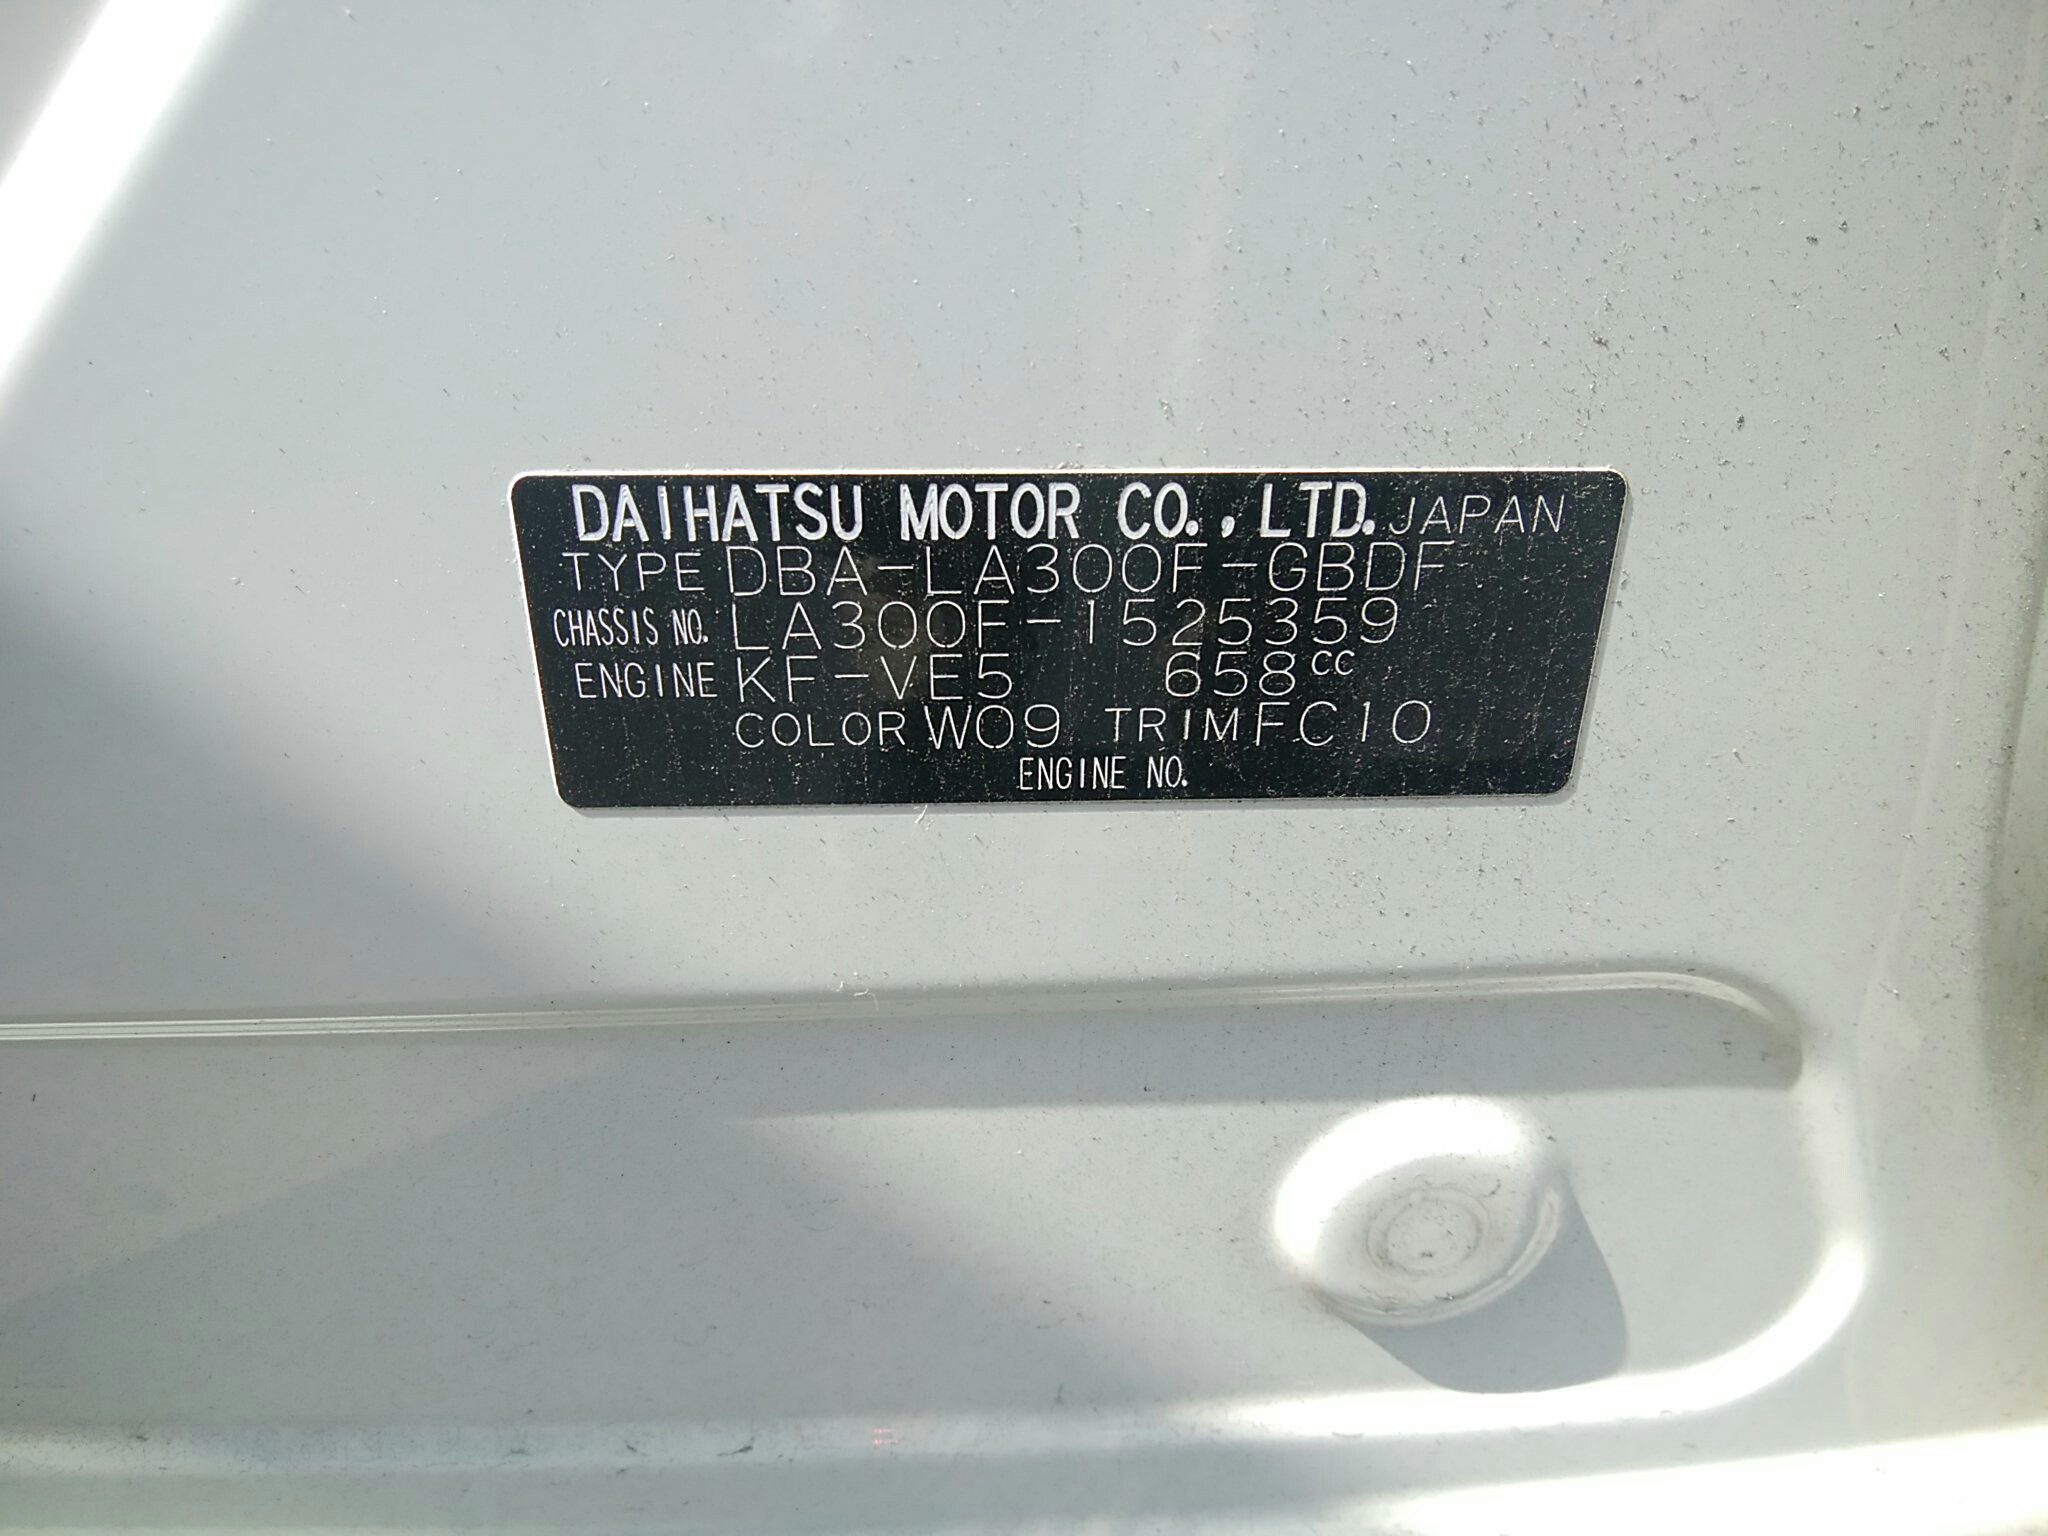 DAIHATSU MOTOR CO., LTD. JAPAN
TYPE DBA-LA300F-GBDF
CHASSIS NO. LA300F-1525359
ENGINE KF-VE5 658cc
COLOR W09 TRIM FC10
ENGINE NO.